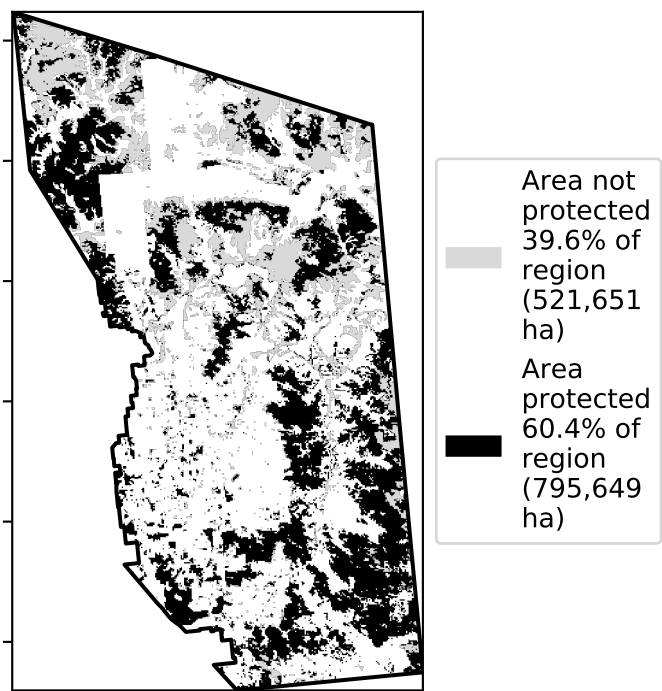 Area not
protected
39.6% of
region
(521,651
ha)
Area
protected
60.4% of
region
(795,649
ha)